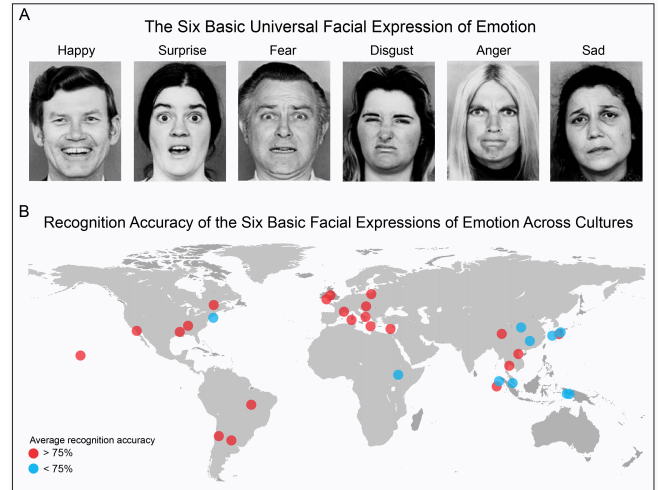 A
The Six Basic Universal Facial Expression of Emotion
Happy Surprise Fear Disgust Anger Sad
B
Recognition Accuracy of the Six Basic Facial Expressions of Emotion Across Cultures
Average recognition accuracy
> 75%
< 75%